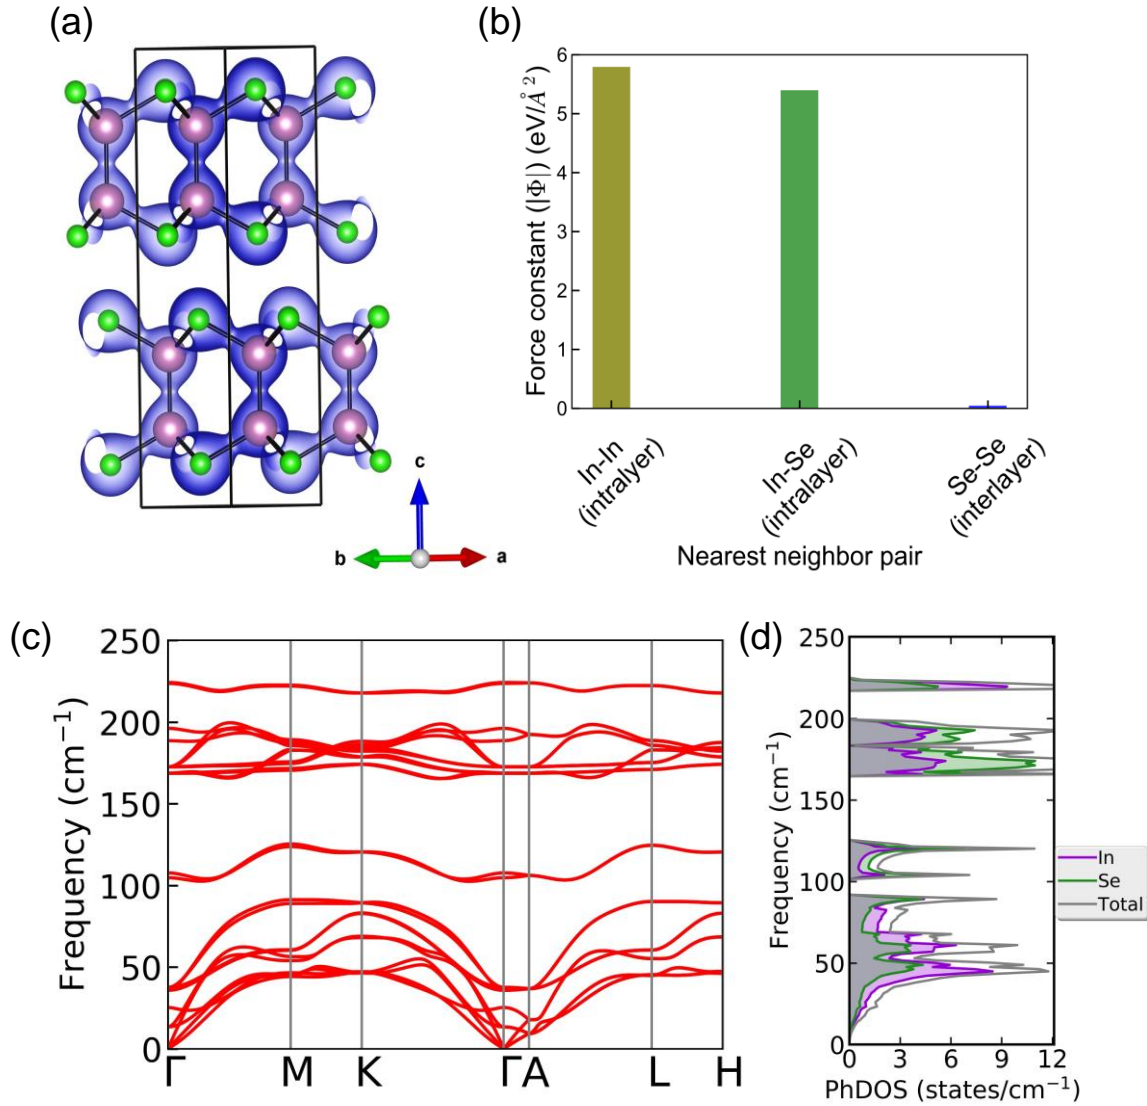 (a)
c
b
a
(b)
Force constant (|Φ|) (eV/Å²)
6
5
4
3
2
1
0
In-In
(intralyer)
In-Se
(intralayer)
Se-Se
(interlayer)
Nearest neighbor pair
(c)
Frequency (cm⁻¹)
250
200
150
100
50
0
Γ M K Γ A L H
(d)
Frequency (cm⁻¹)
250
200
150
100
50
0
0 3 6 9 12
PhDOS (states/cm⁻¹)
In
Se
Total